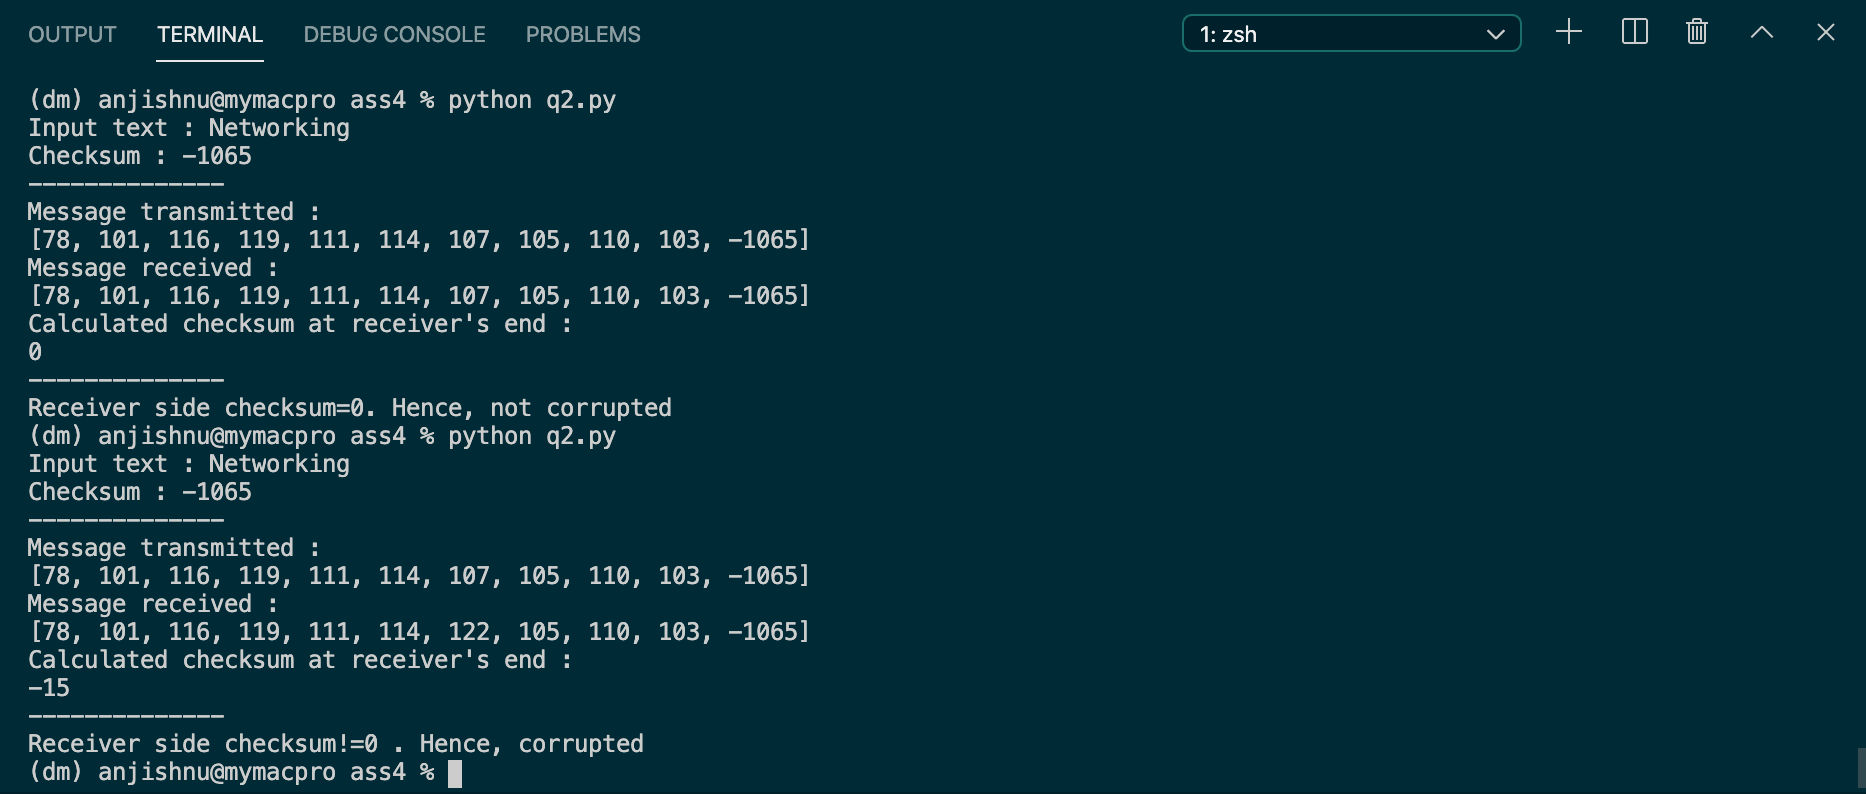 OUTPUT TERMINAL DEBUG CONSOLE PROBLEMS 1: zsh
(dm) anjishnu@mymacpro ass4 % python q2.py
Input text : Networking
Checksum : -1065
--------------
Message transmitted :
[78, 101, 116, 119, 111, 114, 107, 105, 110, 103, -1065]
Message received :
[78, 101, 116, 119, 111, 114, 107, 105, 110, 103, -1065]
Calculated checksum at receiver's end :
0
--------------
Receiver side checksum=0. Hence, not corrupted
(dm) anjishnu@mymacpro ass4 % python q2.py
Input text : Networking
Checksum : -1065
--------------
Message transmitted :
[78, 101, 116, 119, 111, 114, 107, 105, 110, 103, -1065]
Message received :
[78, 101, 116, 119, 111, 114, 122, 105, 110, 103, -1065]
Calculated checksum at receiver's end :
-15
--------------
Receiver side checksum!=0 . Hence, corrupted
(dm) anjishnu@mymacpro ass4 %